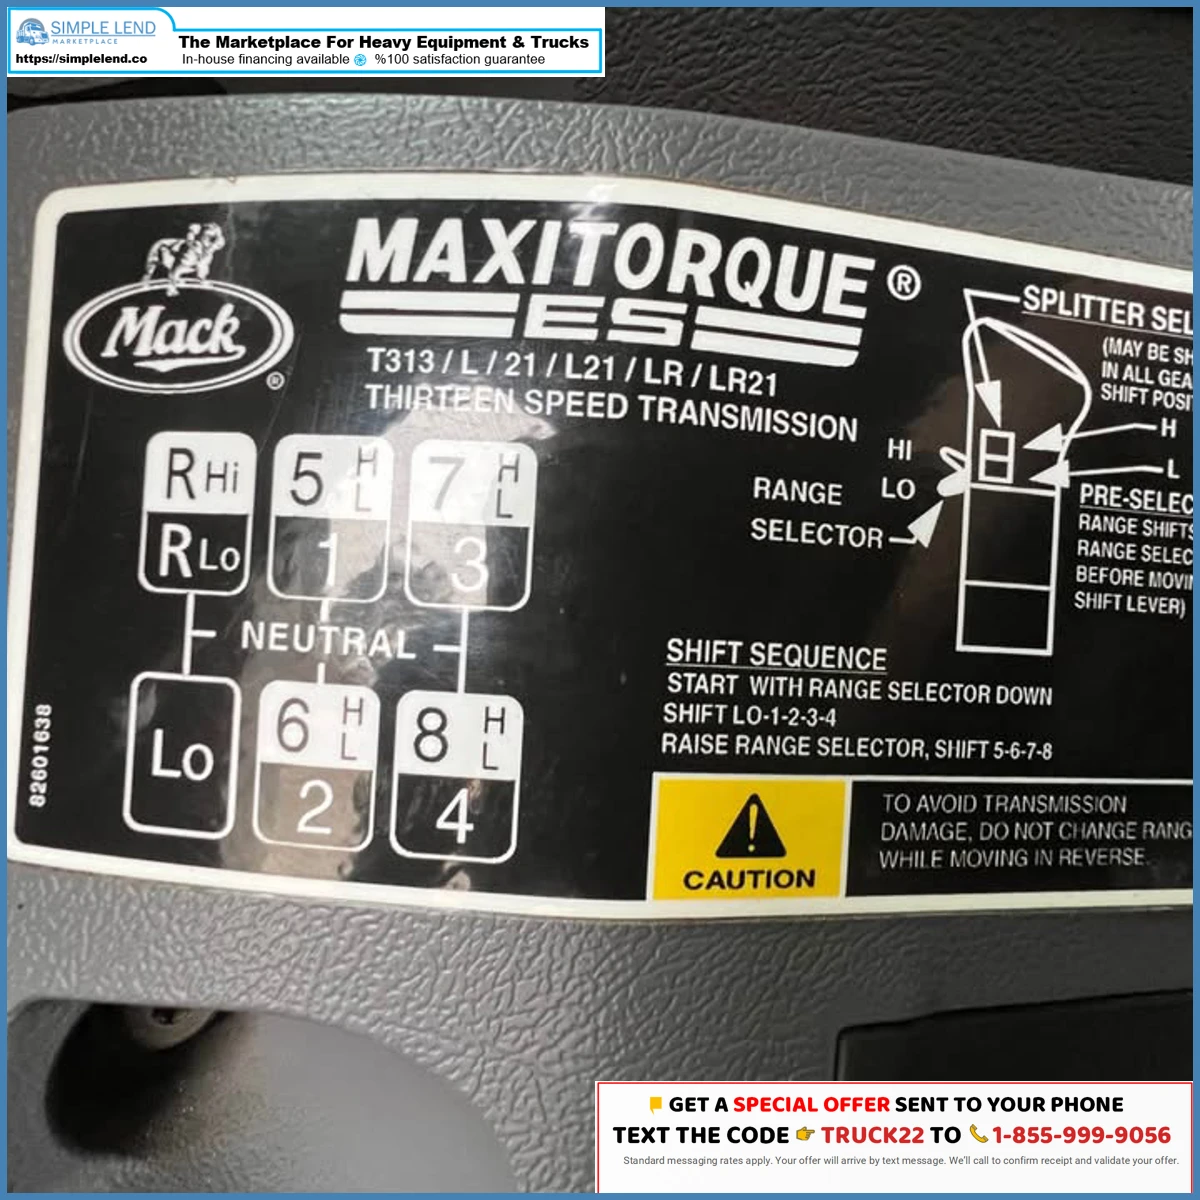 SIMPLE LEND
MARKETPLACE
https://simplelend.co
The Marketplace For Heavy Equipment & Trucks
In-house financing available %100 satisfaction guarantee
Mack
®
MAXITORQUE®
ES
T313 / L / 21 / L21 / LR / LR21
THIRTEEN SPEED TRANSMISSION
R Hi
R Lo
5 H L
1
7 H L
3
NEUTRAL
Lo
6 H L
2
8 H L
4
82601638
SPLITTER SEL
(MAY BE SH
IN ALL GEA
SHIFT POSI
H
L
HI
LO
RANGE
SELECTOR
PRE-SELEC
RANGE SHIFTS
RANGE SELEC
BEFORE MOVI
SHIFT LEVER)
SHIFT SEQUENCE
START WITH RANGE SELECTOR DOWN
SHIFT LO-1-2-3-4
RAISE RANGE SELECTOR, SHIFT 5-6-7-8
CAUTION
TO AVOID TRANSMISSION
DAMAGE, DO NOT CHANGE RANG
WHILE MOVING IN REVERSE.
GET A SPECIAL OFFER SENT TO YOUR PHONE
TEXT THE CODE TRUCK22 TO 1-855-999-9056
Standard messaging rates apply. Your offer will arrive by text message. We'll call to confirm receipt and validate your offer.